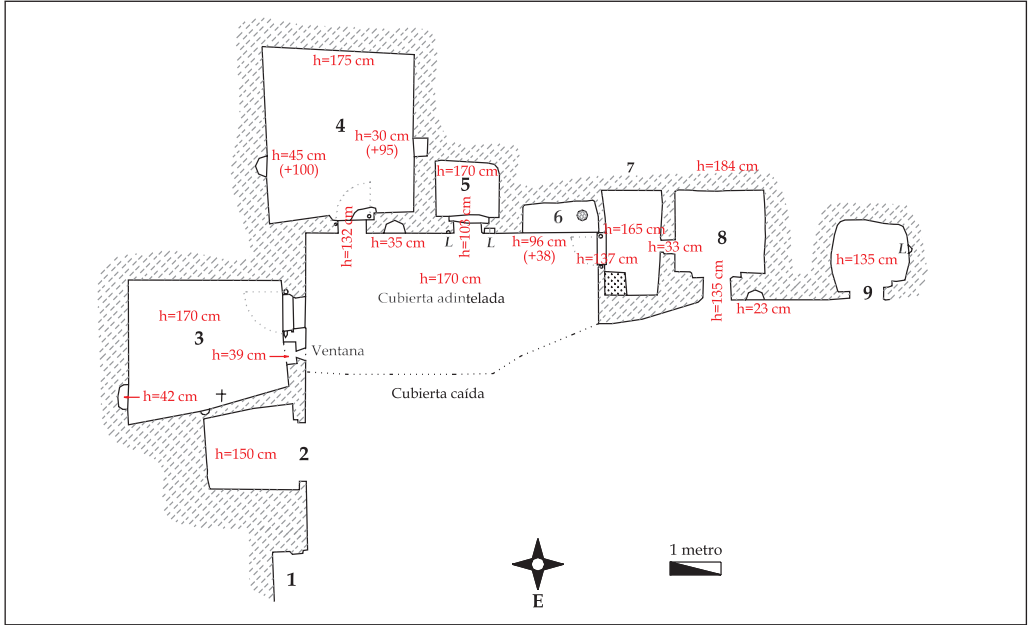 h=175 cm
4
h=30 cm
(+95)
h=45 cm
(+100)
h=170 cm
5
7
h=184 cm
h=132 cm
h=35 cm
L
h=103 cm
L
6
h=96 cm
(+38)
h=165 cm
h=137 cm
h=33 cm
8
h=135 cm
h=23 cm
h=135 cm
L
9
h=170 cm
Cubierta adintelada
h=170 cm
3
h=39 cm
Ventana
h=42 cm
Cubierta caída
h=150 cm
2
1
E
1 metro